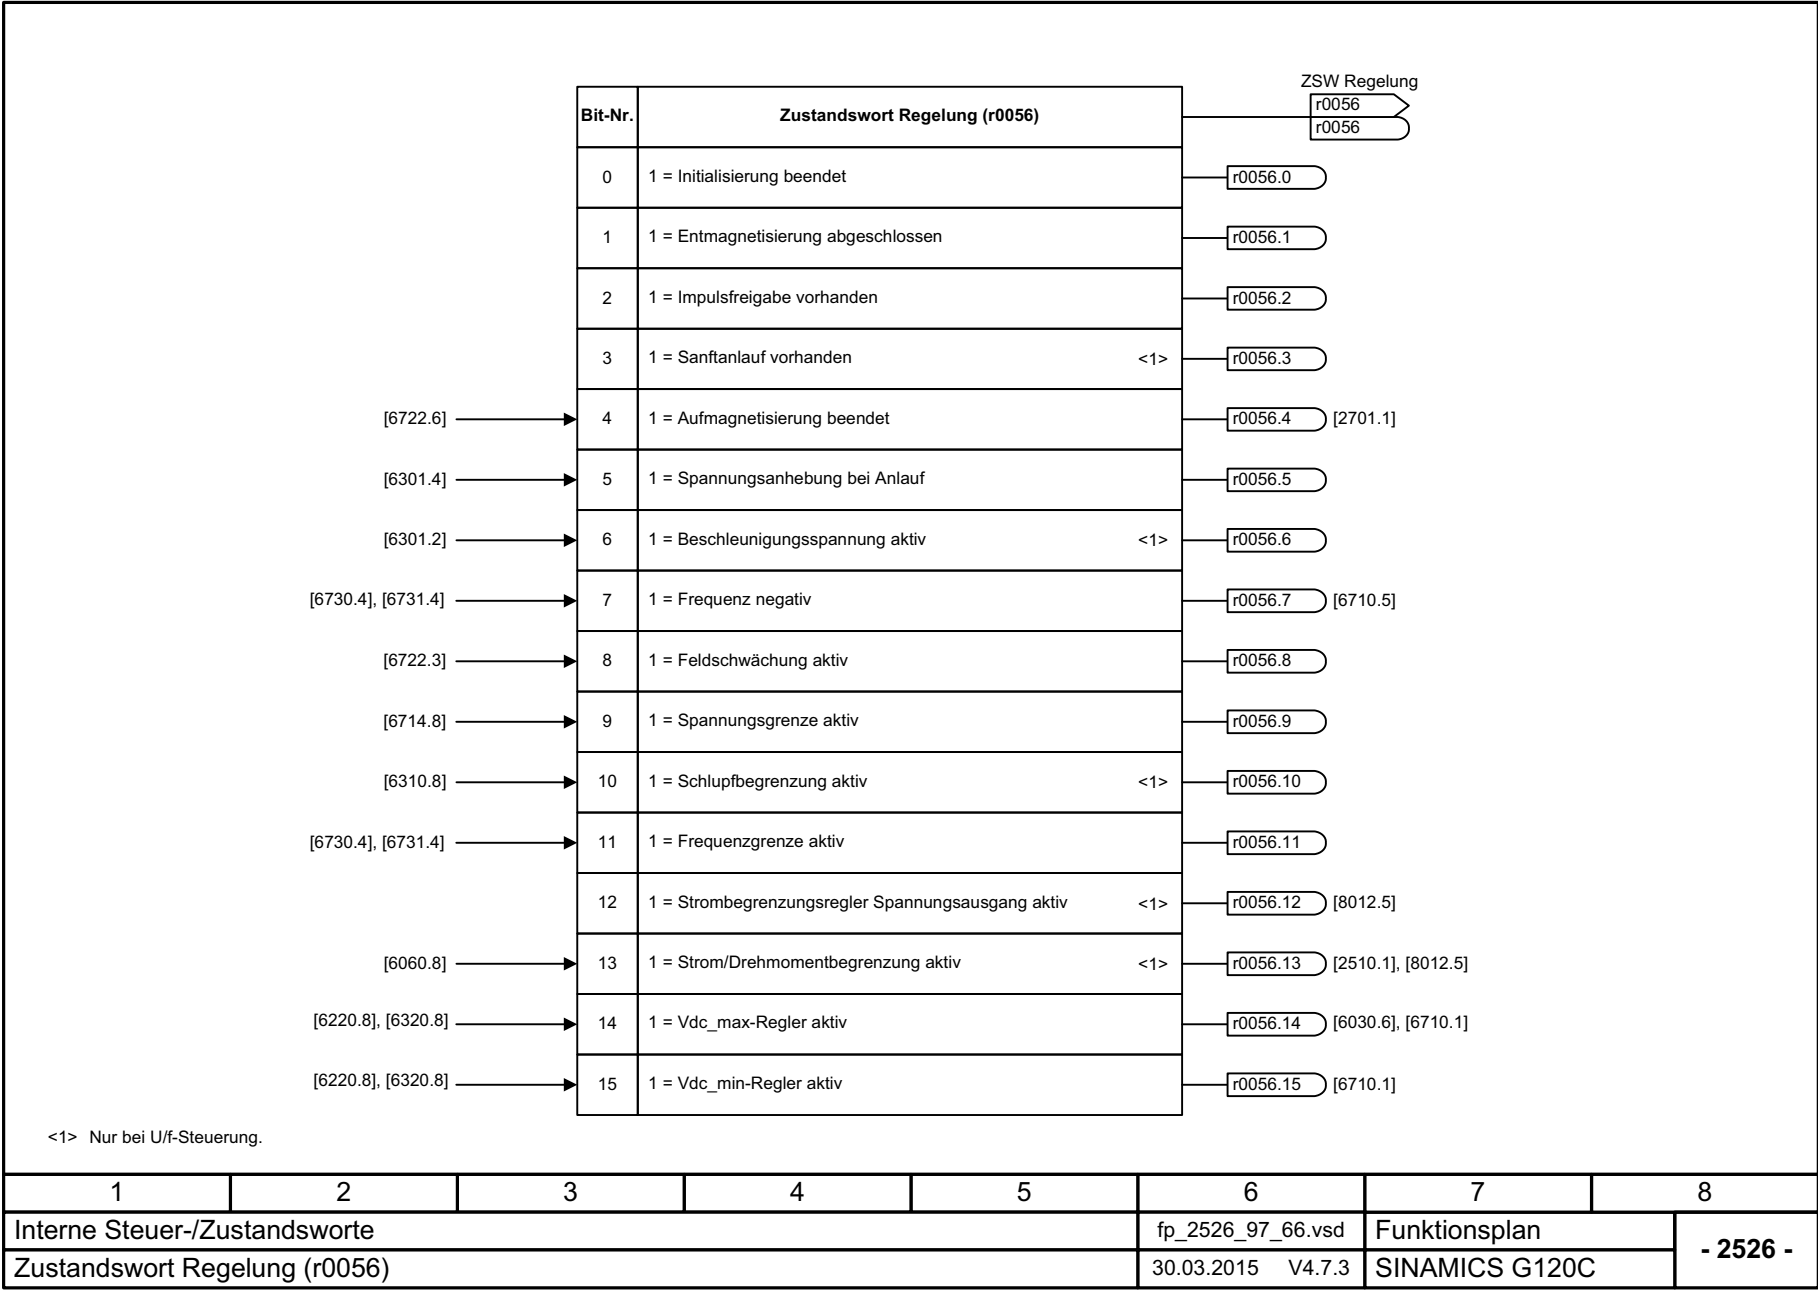 ZSW Regelung
Bit-Nr. Zustandswort Regelung (r0056) r0056
r0056
0 1 = Initialisierung beendet r0056.0
1 1 = Entmagnetisierung abgeschlossen r0056.1
2 1 = Impulsfreigabe vorhanden r0056.2
3 1 = Sanftanlauf vorhanden <1> r0056.3
[6722.6] 4 1 = Aufmagnetisierung beendet r0056.4 [2701.1]
[6301.4] 5 1 = Spannungsanhebung bei Anlauf r0056.5
[6301.2] 6 1 = Beschleunigungsspannung aktiv <1> r0056.6
[6730.4], [6731.4] 7 1 = Frequenz negativ r0056.7 [6710.5]
[6722.3] 8 1 = Feldschwächung aktiv r0056.8
[6714.8] 9 1 = Spannungsgrenze aktiv r0056.9
[6310.8] 10 1 = Schlupfbegrenzung aktiv <1> r0056.10
[6730.4], [6731.4] 11 1 = Frequenzgrenze aktiv r0056.11
12 1 = Strombegrenzungsregler Spannungsausgang aktiv <1> r0056.12 [8012.5]
[6060.8] 13 1 = Strom/Drehmomentbegrenzung aktiv <1> r0056.13 [2510.1], [8012.5]
[6220.8], [6320.8] 14 1 = Vdc_max-Regler aktiv r0056.14 [6030.6], [6710.1]
[6220.8], [6320.8] 15 1 = Vdc_min-Regler aktiv r0056.15 [6710.1]
<1> Nur bei U/f-Steuerung.
1 2 3 4 5 6 7 8
Interne Steuer-/Zustandsworte fp_2526_97_66.vsd Funktionsplan - 2526 -
Zustandswort Regelung (r0056) 30.03.2015 V4.7.3 SINAMICS G120C